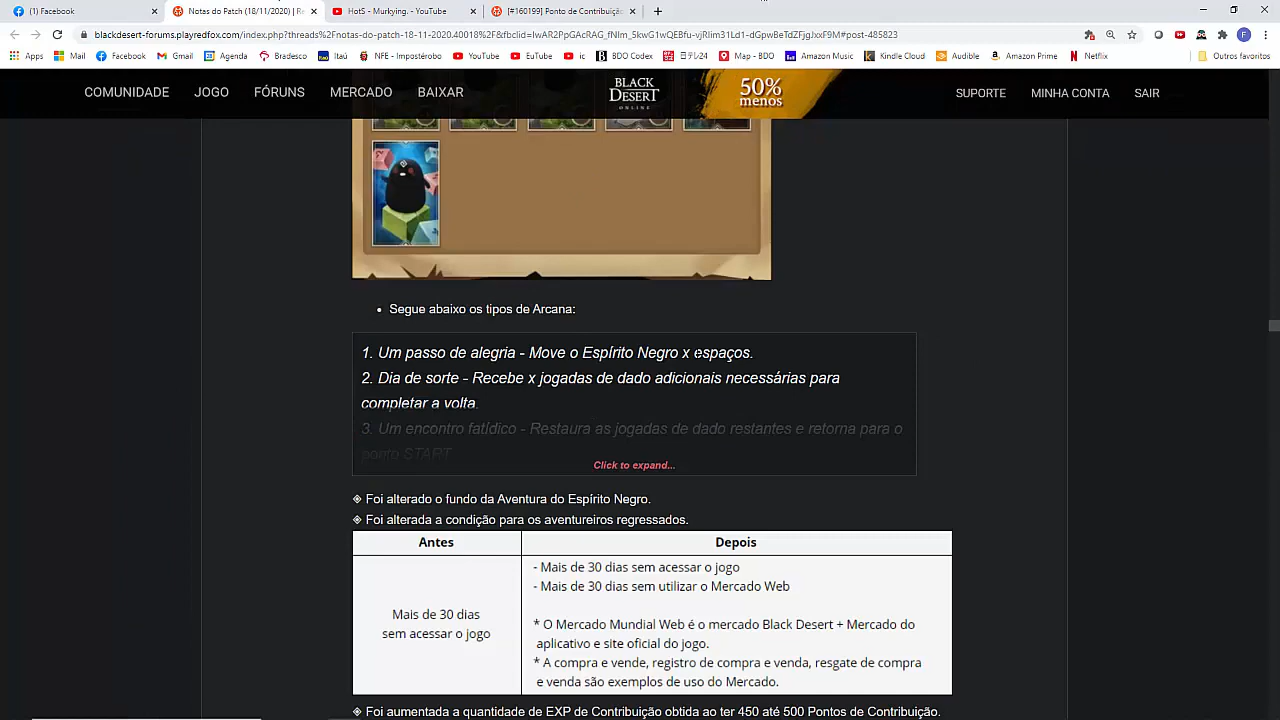 (1) Facebook
Notas do Patch (18/11/2020) | Re
HotS - Murkying. - YouTube
[#160199] Ponto de Contribuição
blackdesert-forums.playredfox.com/index.php?threads%2Fnotas-do-patch-18-11-2020.40018%2F&fbclid=
Apps
Mail
Facebook
Gmail
Agenda
Bradesco
Itaú
NFE - Impostérobo
YouTube
EuTube
ic
BDO Codex
日テレ24
Map - BDO
Amazon Music
Kindle Cloud
Audible
Amazon Prime
Netflix
Outros favoritos
COMUNIDADE JOGO FÓRUNS MERCADO BAIXAR
BLACK
DESERT
ONLINE
50%
menos
SUPORTE MINHA CONTA SAIR
• Segue abaixo os tipos de Arcana:
1. Um passo de alegria - Move o Espírito Negro x espaços.
2. Dia de sorte - Recebe x jogadas de dado adicionais necessárias para
completar a volta.
3. Um encontro fatídico - Restaura as jogadas de dado restantes e retorna para o
ponto START
Click to expand...
◈ Foi alterado o fundo da Aventura do Espírito Negro.
◈ Foi alterada a condição para os aventureiros regressados.
Antes
Depois
Mais de 30 dias
sem acessar o jogo
- Mais de 30 dias sem acessar o jogo
- Mais de 30 dias sem utilizar o Mercado Web
* O Mercado Mundial Web é o mercado Black Desert + Mercado do
aplicativo e site oficial do jogo.
* A compra e vende, registro de compra e venda, resgate de compra
e venda são exemplos de uso do Mercado.
◈ Foi aumentada a quantidade de EXP de Contribuição obtida ao ter 450 até 500 Pontos de Contribuição.